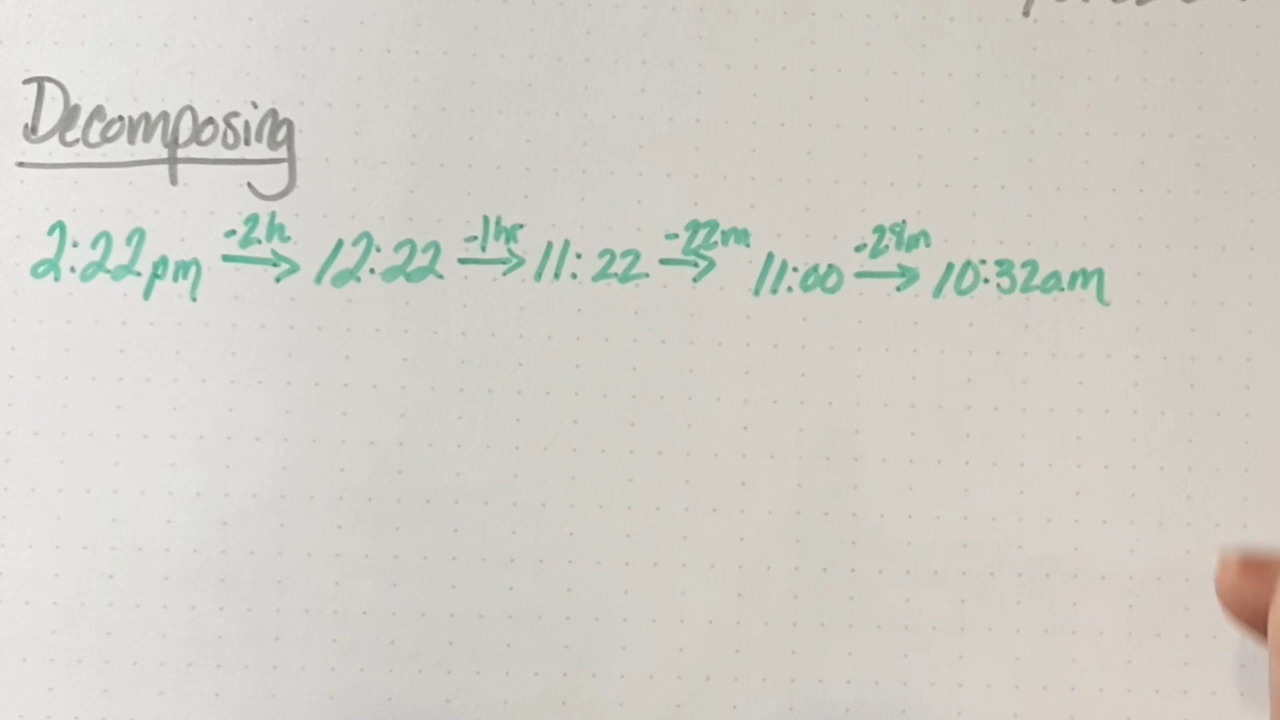 Decomposing
-2h -1hr -22m -28m
2:22pm → 12:22 → 11:22 → 11:00 → 10:32am